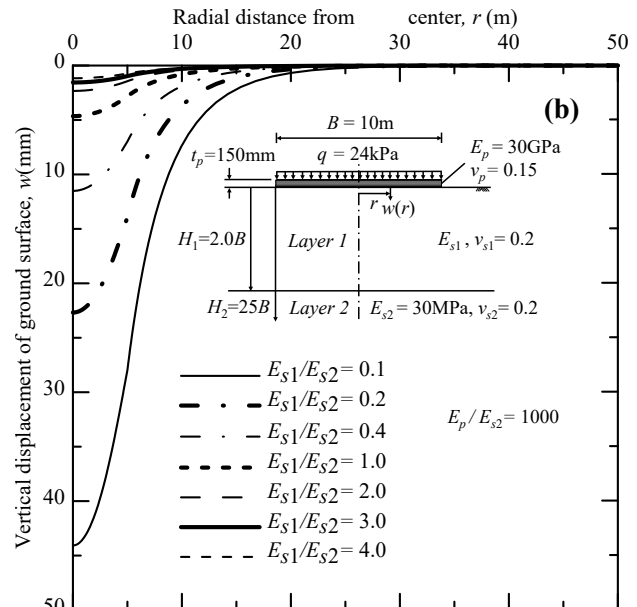 Radial distance from center, r (m)
0 10 20 30 40 50
Vertical displacement of ground surface, w(mm)
0
10
20
30
40
50
(b)
B = 10m
t_p=150mm
q = 24kPa
E_p = 30GPa
ν_p = 0.15
r
w(r)
H_1=2.0B
Layer 1
E_s1 , ν_s1= 0.2
H_2=25B
Layer 2
E_s2 = 30MPa, ν_s2= 0.2
E_s1/E_s2= 0.1
E_s1/E_s2= 0.2
E_s1/E_s2= 0.4
E_s1/E_s2= 1.0
E_s1/E_s2= 2.0
E_s1/E_s2= 3.0
E_s1/E_s2= 4.0
E_p/E_s2= 1000